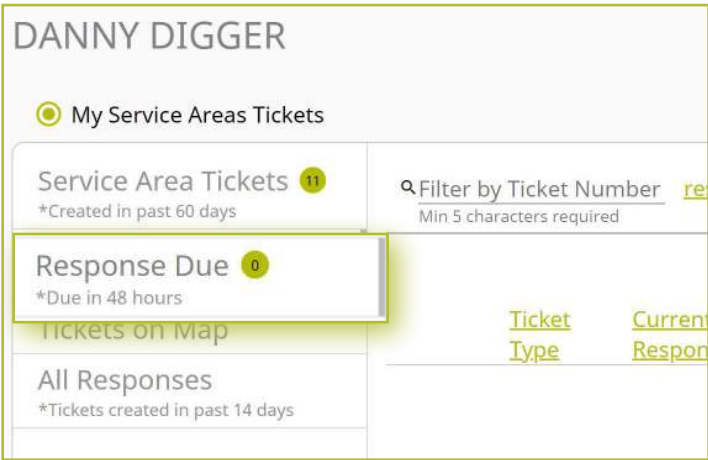 DANNY DIGGER
My Service Areas Tickets
Service Area Tickets 11
*Created in past 60 days
Response Due 0
*Due in 48 hours
Tickets on Map
All Responses
*Tickets created in past 14 days
Filter by Ticket Number
Min 5 characters required
Ticket
Type
Current